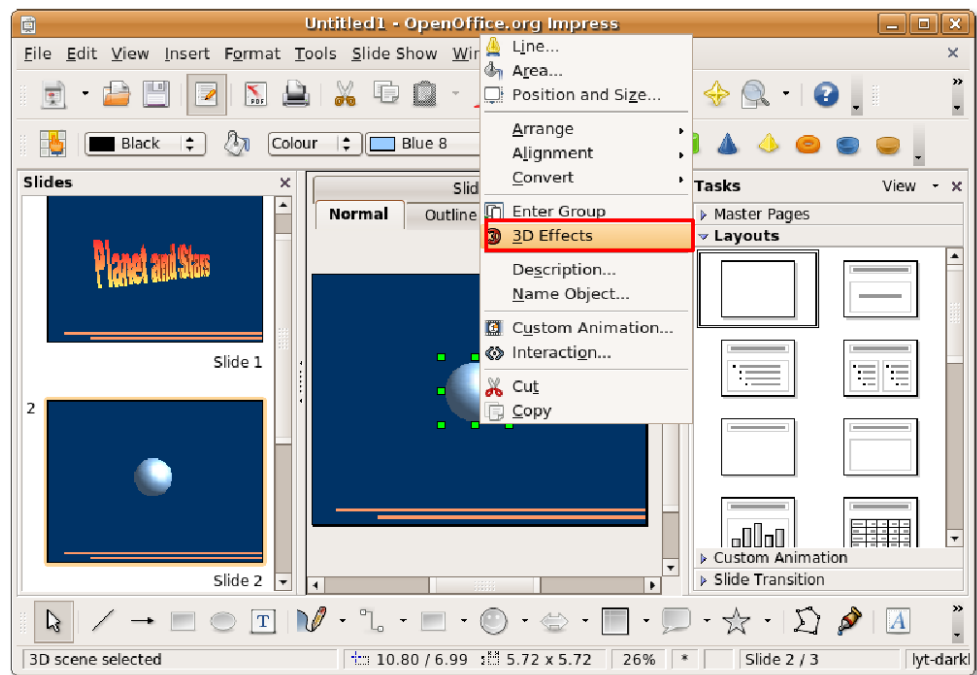 Untitled1 - OpenOffice.org Impress
File Edit View Insert Format Tools Slide Show
Line...
Area...
Position and Size...
Arrange
Alignment
Convert
Enter Group
3D Effects
Description...
Name Object...
Custom Animation...
Interaction...
Cut
Copy
PDF
Black
Colour
Blue 8
Slides
Planet and Stars
Slide 1
2
Slide 2
Normal
Outline
Tasks
View
Master Pages
Layouts
Custom Animation
Slide Transition
T
A
3D scene selected
10.80 / 6.99
5.72 x 5.72
26%
*
Slide 2 / 3